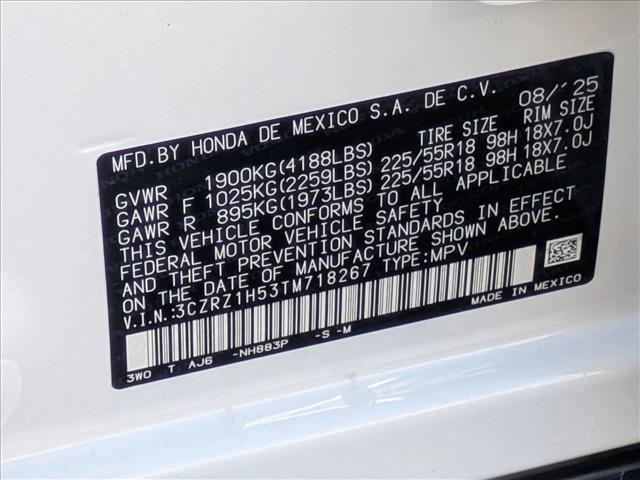 MFD.BY HONDA DE MEXICO S.A. DE C.V. 08/'25
TIRE SIZE RIM SIZE
GVWR 1900KG(4188LBS)
GAWR F 1025KG(2259LBS) 225/55R18 98H 18X7.0J
GAWR R 895KG(1973LBS) 225/55R18 98H 18X7.0J
THIS VEHICLE CONFORMS TO ALL APPLICABLE
FEDERAL MOTOR VEHICLE SAFETY
AND THEFT PREVENTION STANDARDS IN EFFECT
ON THE DATE OF MANUFACTURE SHOWN ABOVE.
V.I.N.:3CZRZ1H53TM718267 TYPE:MPV
3WO T AJ6 -NH883P -S -M
MADE IN MEXICO